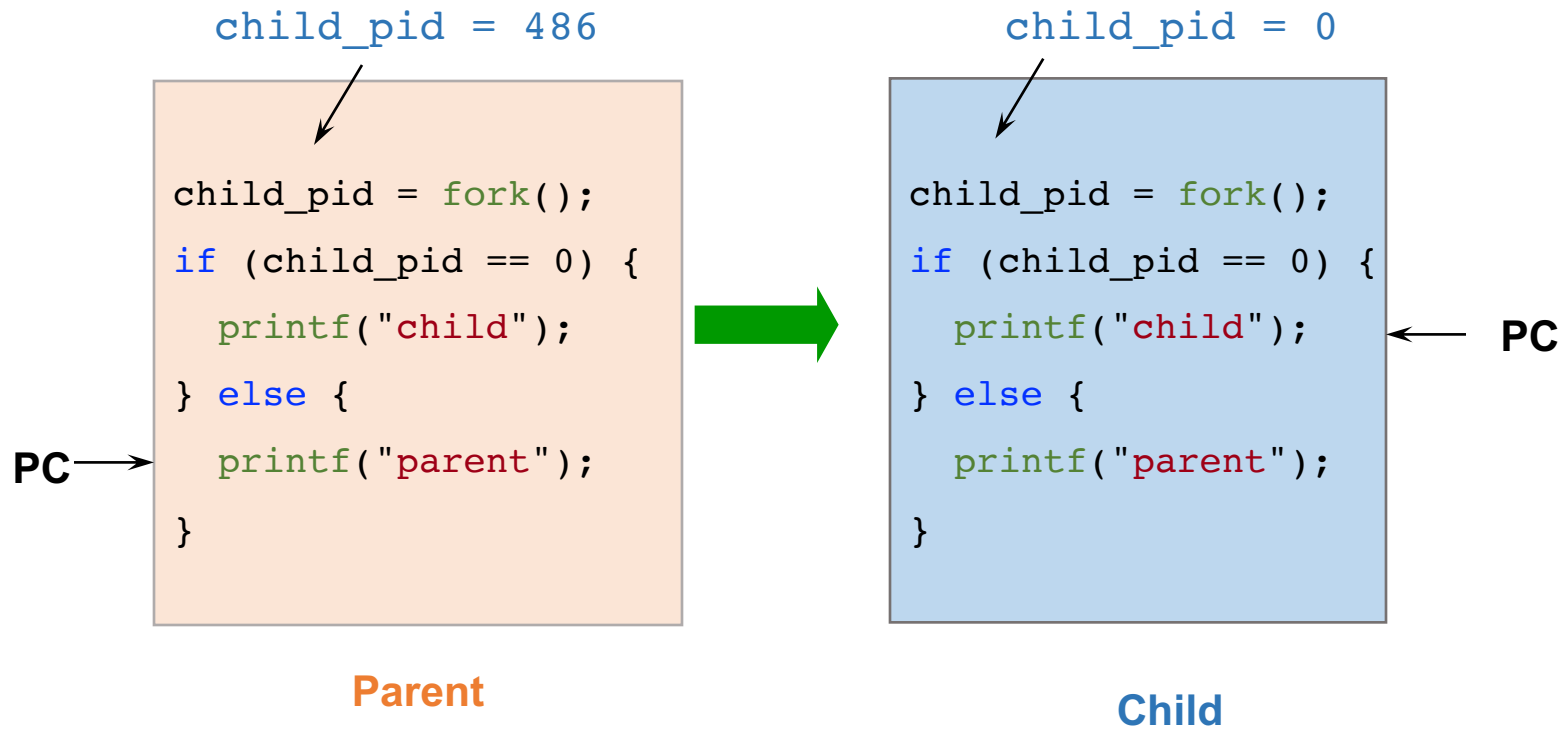 child_pid = 486
child_pid = fork();
if (child_pid == 0) {
  printf("child");
} else {
PC
  printf("parent");
}
Parent
child_pid = 0
child_pid = fork();
if (child_pid == 0) {
  printf("child");
PC
} else {
  printf("parent");
}
Child